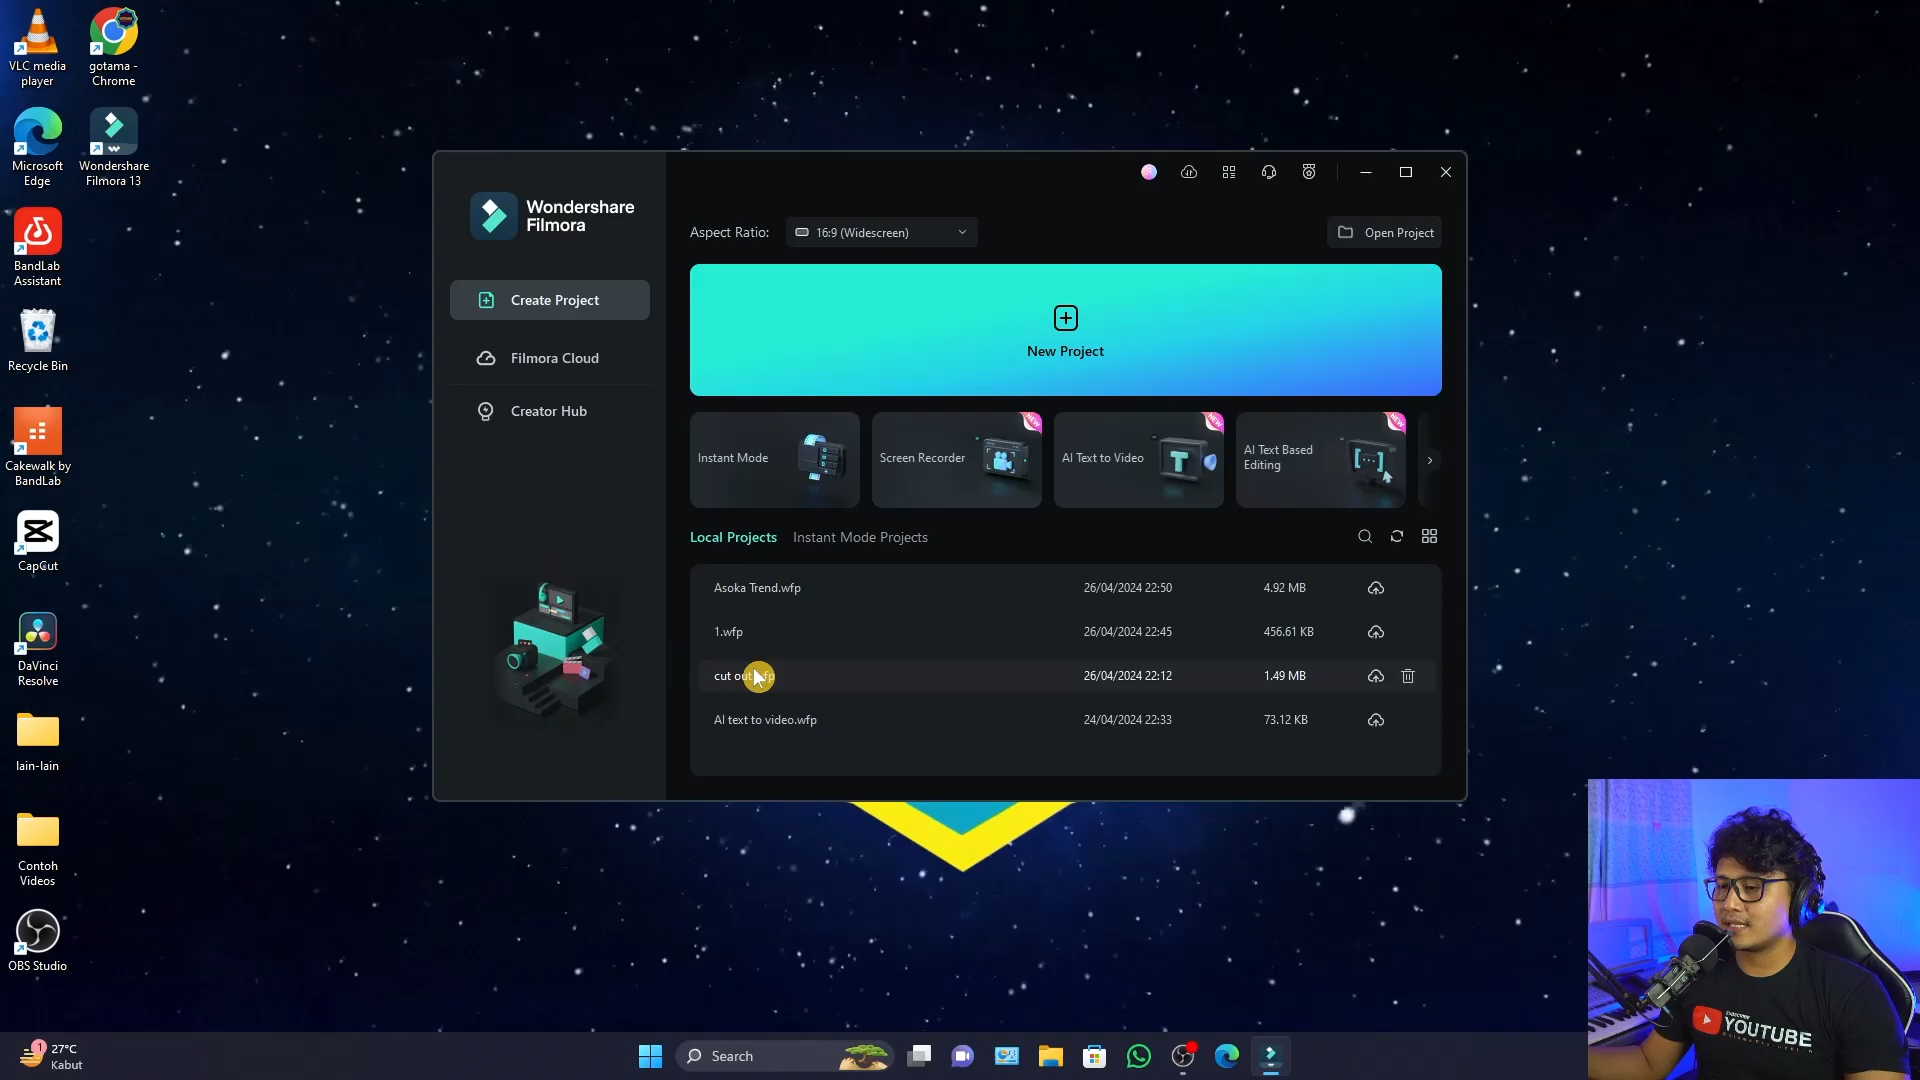 VLC media
player
gotama -
Chrome
Microsoft
Edge
Wondershare
Filmora 13
BandLab
Assistant
Recycle Bin
Cakewalk by
BandLab
CapCut
DaVinci
Resolve
lain-lain
Contoh
Videos
OBS Studio
Wondershare
Filmora
Create Project
Filmora Cloud
Creator Hub
Aspect Ratio:
16:9 (Widescreen)
Open Project
New Project
Instant Mode
Screen Recorder
NEW
AI Text to Video
NEW
AI Text Based
Editing
NEW
Local Projects
Instant Mode Projects
Asoka Trend.wfp
26/04/2024 22:50
4.92 MB
1.wfp
26/04/2024 22:45
456.61 KB
cut out
26/04/2024 22:12
1.49 MB
AI text to video.wfp
24/04/2024 22:33
73.12 KB
YOUTUBE
1
27°C
Kabut
Search